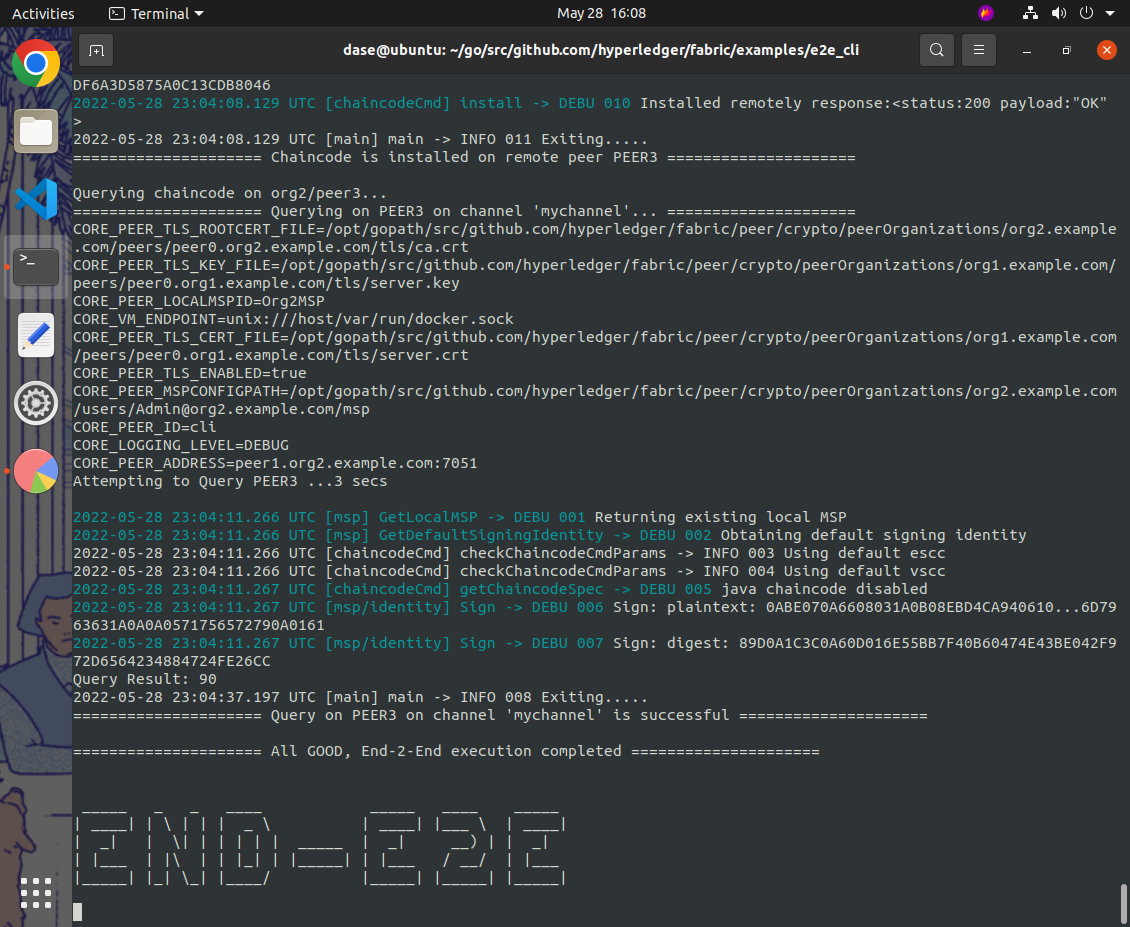 Activities Terminal May 28 16:08
dase@ubuntu: ~/go/src/github.com/hyperledger/fabric/examples/e2e_cli
DF6A3D5875A0C13CDB8046
2022-05-28 23:04:08.129 UTC [chaincodeCmd] install -> DEBU 010 Installed remotely response:<status:200 payload:"OK"
>
2022-05-28 23:04:08.129 UTC [main] main -> INFO 011 Exiting.....
===================== Chaincode is installed on remote peer PEER3 =====================
Querying chaincode on org2/peer3...
===================== Querying on PEER3 on channel 'mychannel'... =====================
CORE_PEER_TLS_ROOTCERT_FILE=/opt/gopath/src/github.com/hyperledger/fabric/peer/crypto/peerOrganizations/org2.example
.com/peers/peer0.org2.example.com/tls/ca.crt
CORE_PEER_TLS_KEY_FILE=/opt/gopath/src/github.com/hyperledger/fabric/peer/crypto/peerOrganizations/org1.example.com/
peers/peer0.org1.example.com/tls/server.key
CORE_PEER_LOCALMSPID=Org2MSP
CORE_VM_ENDPOINT=unix:///host/var/run/docker.sock
CORE_PEER_TLS_CERT_FILE=/opt/gopath/src/github.com/hyperledger/fabric/peer/crypto/peerOrganizations/org1.example.com
/peers/peer0.org1.example.com/tls/server.crt
CORE_PEER_TLS_ENABLED=true
CORE_PEER_MSPCONFIGPATH=/opt/gopath/src/github.com/hyperledger/fabric/peer/crypto/peerOrganizations/org2.example.com
/users/Admin@org2.example.com/msp
CORE_PEER_ID=cli
CORE_LOGGING_LEVEL=DEBUG
CORE_PEER_ADDRESS=peer1.org2.example.com:7051
Attempting to Query PEER3 ...3 secs
2022-05-28 23:04:11.266 UTC [msp] GetLocalMSP -> DEBU 001 Returning existing local MSP
2022-05-28 23:04:11.266 UTC [msp] GetDefaultSigningIdentity -> DEBU 002 Obtaining default signing identity
2022-05-28 23:04:11.266 UTC [chaincodeCmd] checkChaincodeCmdParams -> INFO 003 Using default escc
2022-05-28 23:04:11.266 UTC [chaincodeCmd] checkChaincodeCmdParams -> INFO 004 Using default vscc
2022-05-28 23:04:11.267 UTC [chaincodeCmd] getChaincodeSpec -> DEBU 005 java chaincode disabled
2022-05-28 23:04:11.267 UTC [msp/identity] Sign -> DEBU 006 Sign: plaintext: 0ABE070A6608031A0B08EBD4CA940610...6D79
63631A0A0A0571756572790A0161
2022-05-28 23:04:11.267 UTC [msp/identity] Sign -> DEBU 007 Sign: digest: 89D0A1C3C0A60D016E55BB7F40B60474E43BE042F9
72D6564234884724FE26CC
Query Result: 90
2022-05-28 23:04:37.197 UTC [main] main -> INFO 008 Exiting.....
===================== Query on PEER3 on channel 'mychannel' is successful =====================
===================== All GOOD, End-2-End execution completed =====================
END-E2E